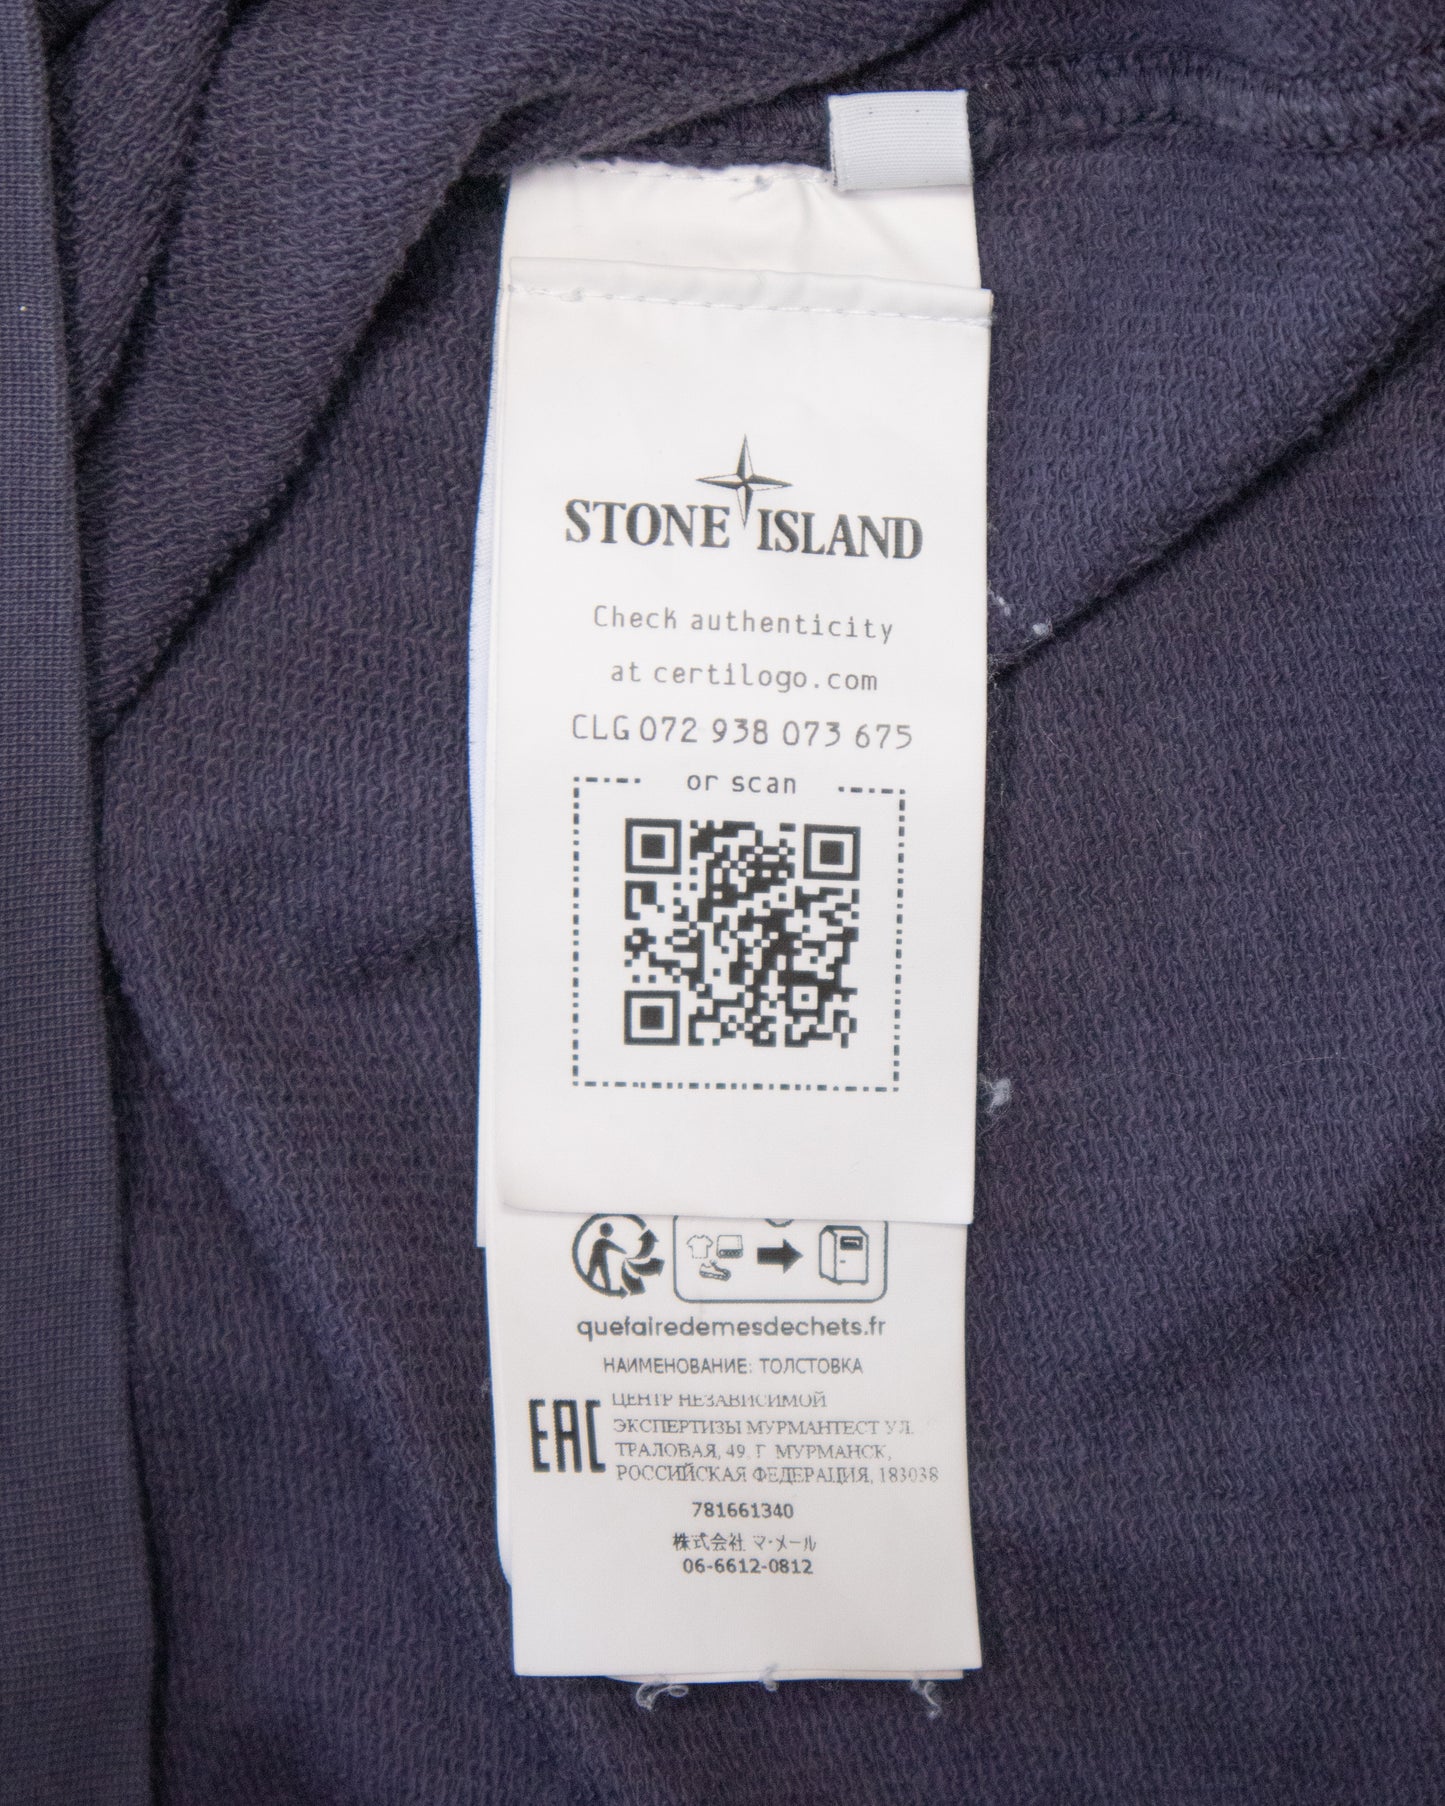 STONE ISLAND
Check authenticity
at certilogo.com
CLG 072 938 073 675
or scan
quefairedemesdechets.fr
НАИМЕНОВАНИЕ: ТОЛСТОВКА
EAC
ЦЕНТР НЕЗАВИСИМОЙ
ЭКСПЕРТИЗЫ МУРМАНТЕСТ УЛ.
ТРАЛОВАЯ, 49, Г. МУРМАНСК,
РОССИЙСКАЯ ФЕДЕРАЦИЯ, 183038
781661340
株式会社 マ・メール
06-6612-0812